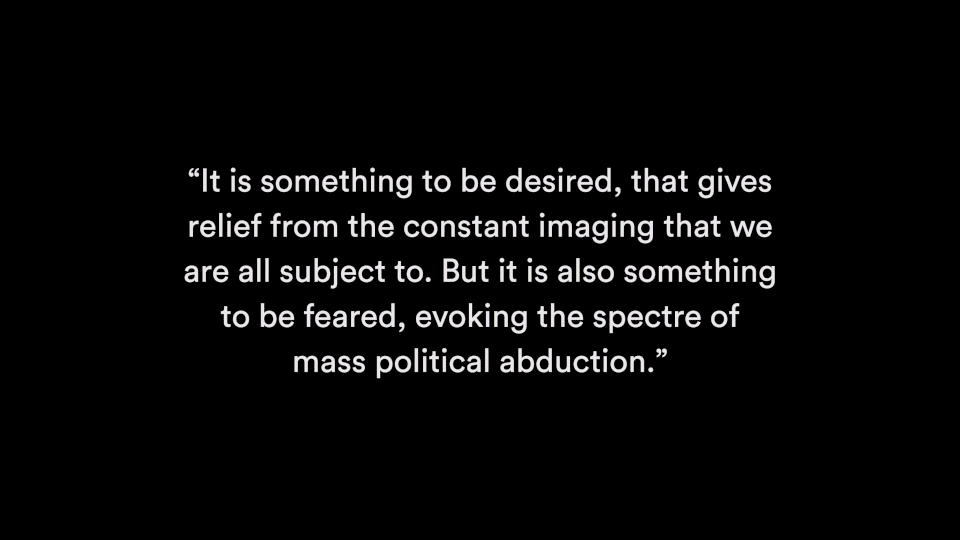 “It is something to be desired, that gives
relief from the constant imaging that we
are all subject to. But it is also something
to be feared, evoking the spectre of
mass political abduction.”